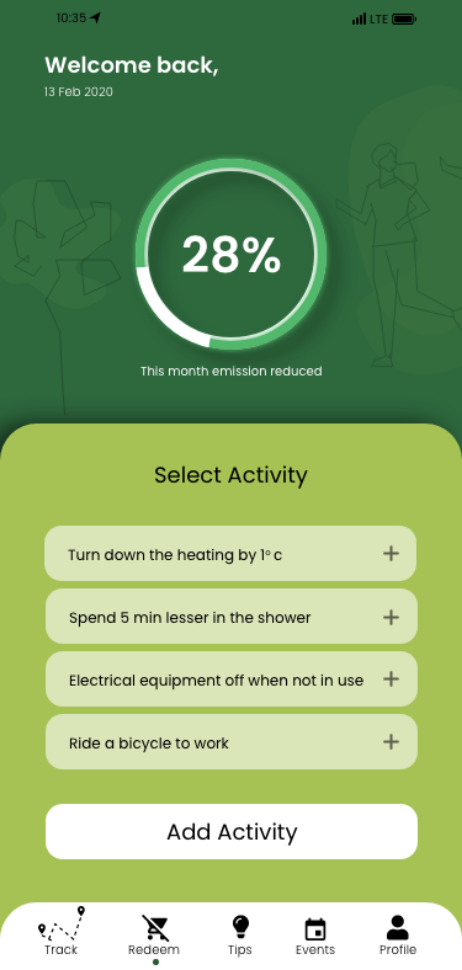 10:35 LTE
Welcome back,
13 Feb 2020
28%
This month emission reduced
Select Activity
Turn down the heating by 1° c
Spend 5 min lesser in the shower
Electrical equipment off when not in use
Ride a bicycle to work
Add Activity
Track Redeem Tips Events Profile